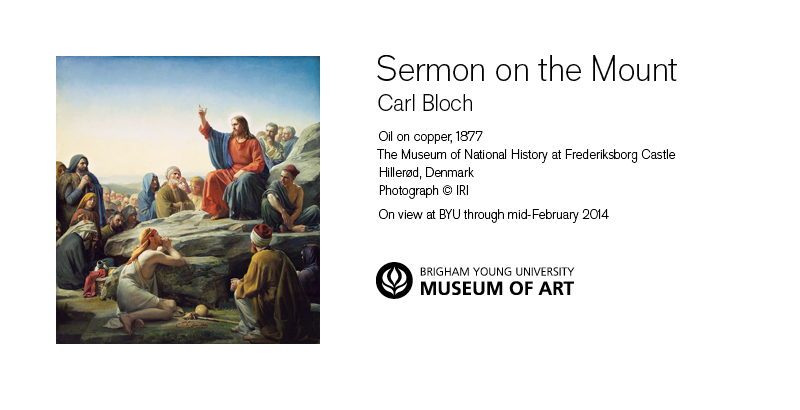 Sermon on the Mount
Carl Bloch
Oil on copper, 1877
The Museum of National History at Frederiksborg Castle
Hillerød, Denmark
Photograph © IRI
On view at BYU through mid-February 2014
BRIGHAM YOUNG UNIVERSITY
MUSEUM OF ART